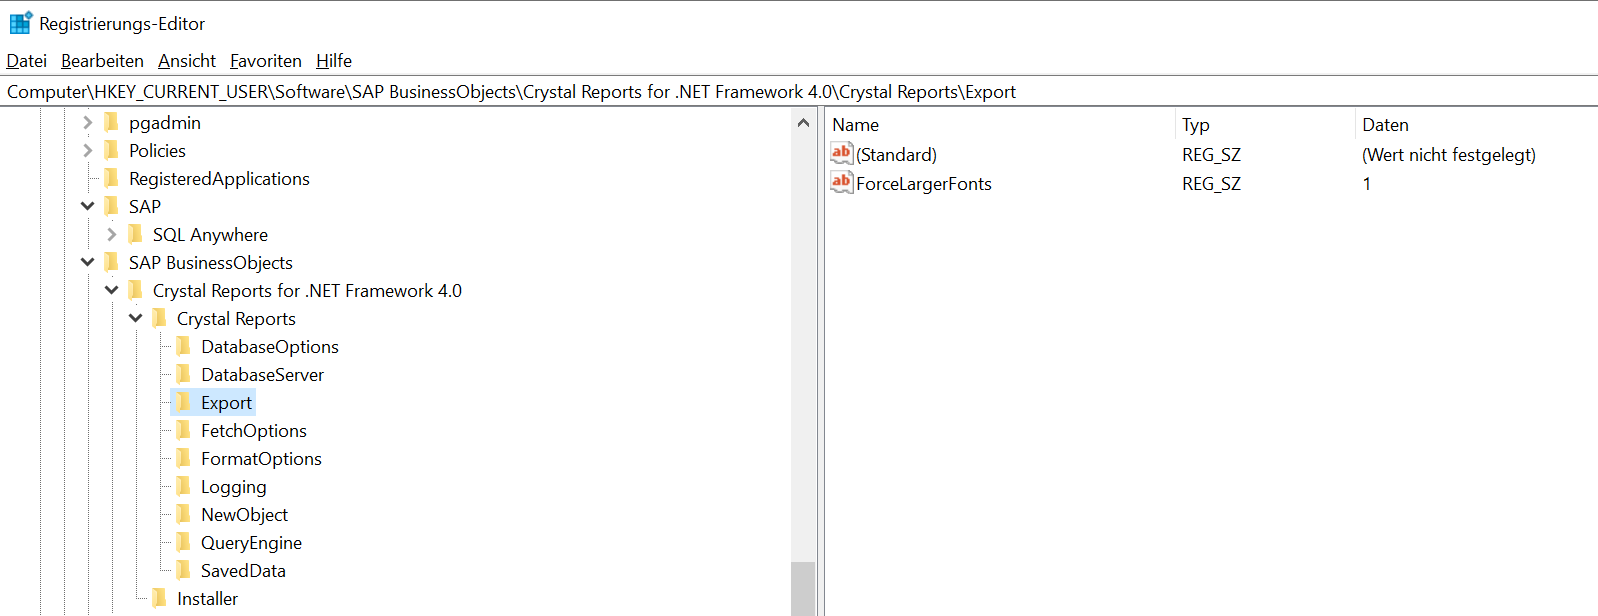 Registrierungs-Editor
Datei Bearbeiten Ansicht Favoriten Hilfe
Computer\HKEY_CURRENT_USER\Software\SAP BusinessObjects\Crystal Reports for .NET Framework 4.0\Crystal Reports\Export
pgadmin
Policies
RegisteredApplications
SAP
SQL Anywhere
SAP BusinessObjects
Crystal Reports for .NET Framework 4.0
Crystal Reports
DatabaseOptions
DatabaseServer
Export
FetchOptions
FormatOptions
Logging
NewObject
QueryEngine
SavedData
Installer
Name Typ Daten
ab (Standard) REG_SZ (Wert nicht festgelegt)
ab ForceLargerFonts REG_SZ 1